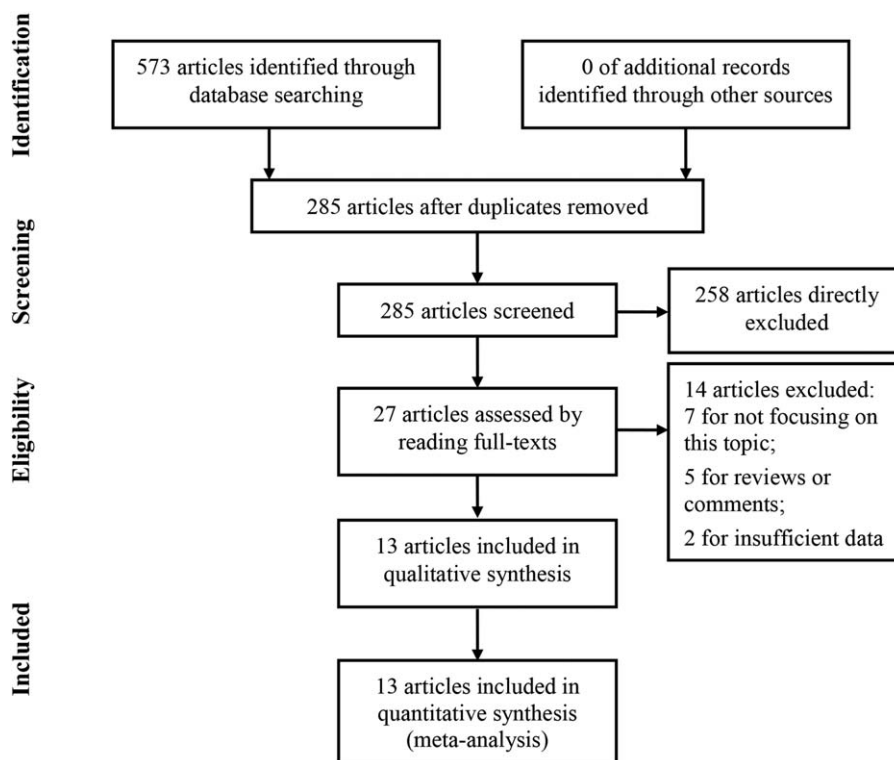 Identification
573 articles identified through
database searching
0 of additional records
identified through other sources
285 articles after duplicates removed
Screening
285 articles screened
258 articles directly
excluded
Eligibility
27 articles assessed by
reading full-texts
14 articles excluded:
7 for not focusing on
this topic;
5 for reviews or
comments;
2 for insufficient data
13 articles included in
qualitative synthesis
Included
13 articles included in
quantitative synthesis
(meta-analysis)